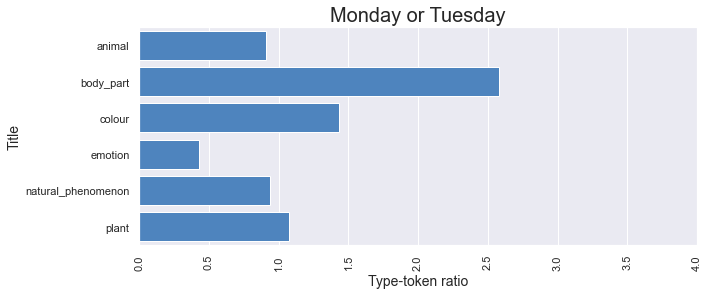 Monday or Tuesday
Title
animal
body_part
colour
emotion
natural_phenomenon
plant
0.0
0.5
1.0
1.5
2.0
2.5
3.0
3.5
4.0
Type-token ratio